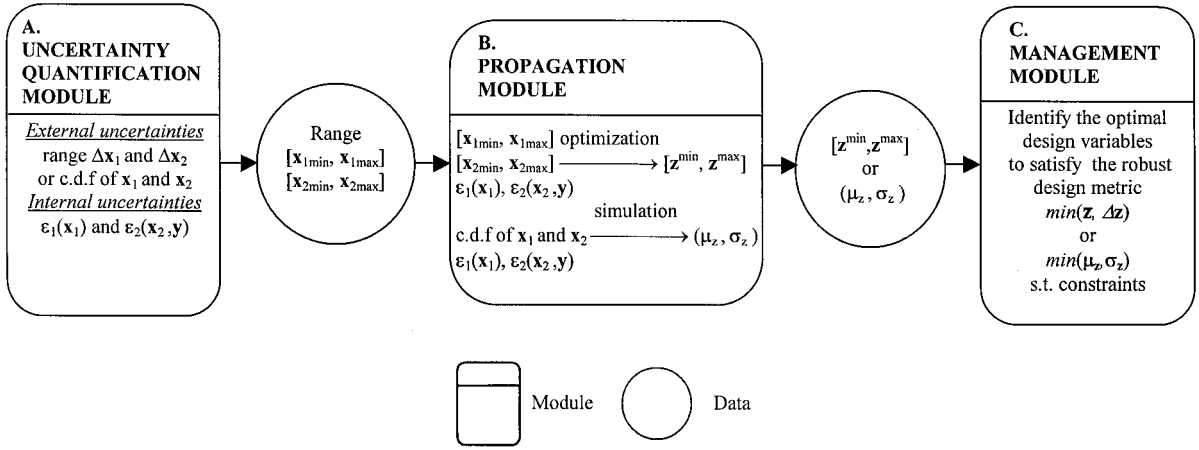 A.
UNCERTAINTY
QUANTIFICATION
MODULE
External uncertainties
range Δx₁ and Δx₂
or c.d.f of x₁ and x₂
Internal uncertainties
ε₁(x₁) and ε₂(x₂,y)
Range
[x₁min, x₁max]
[x₂min, x₂max]
B.
PROPAGATION
MODULE
[x₁min, x₁max] optimization
[x₂min, x₂max] ⟶ [zᵐⁱⁿ, zᵐᵃˣ]
ε₁(x₁), ε₂(x₂,y)
simulation
c.d.f of x₁ and x₂ ⟶ (μz, σz)
ε₁(x₁), ε₂(x₂,y)
[zᵐⁱⁿ,zᵐᵃˣ]
or
(μz, σz)
C.
MANAGEMENT
MODULE
Identify the optimal
design variables
to satisfy the robust
design metric
min(z, Δz)
or
min(μz,σz)
s.t. constraints
Module
Data